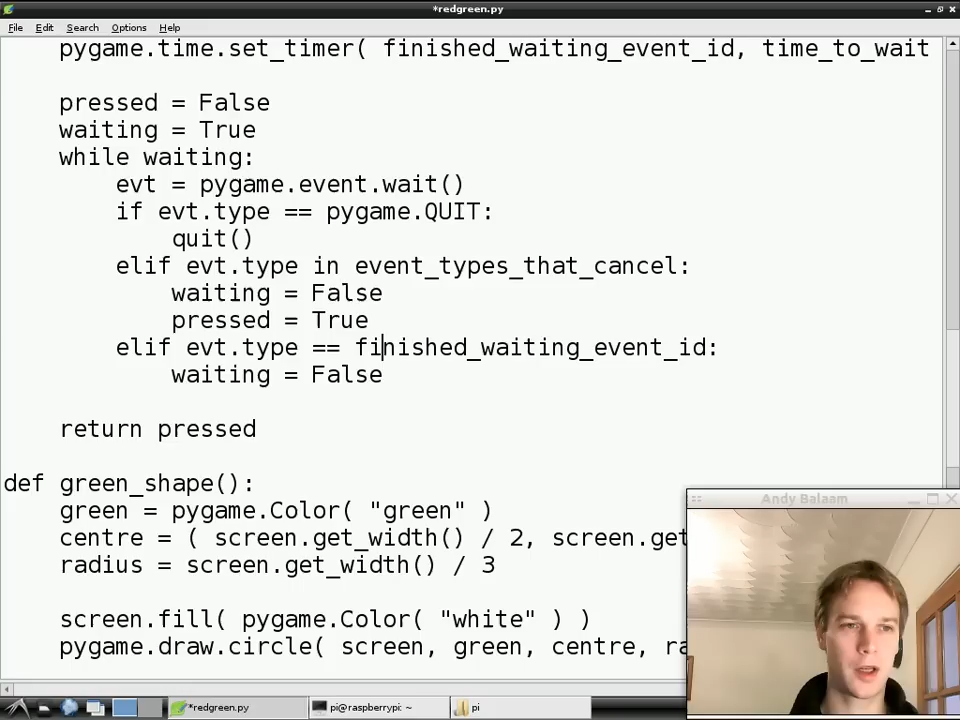 *redgreen.py
File Edit Search Options Help
pygame.time.set_timer( finished_waiting_event_id, time_to_wait
pressed = False
waiting = True
while waiting:
evt = pygame.event.wait()
if evt.type == pygame.QUIT:
quit()
elif evt.type in event_types_that_cancel:
waiting = False
pressed = True
elif evt.type == finished_waiting_event_id:
waiting = False
return pressed
def green_shape():
green = pygame.Color( "green" )
centre = ( screen.get_width() / 2, screen.get
radius = screen.get_width() / 3
screen.fill( pygame.Color( "white" ) )
pygame.draw.circle( screen, green, centre, ra
Andy Balaam
*redgreen.py pi@raspberrypi: ~ pi